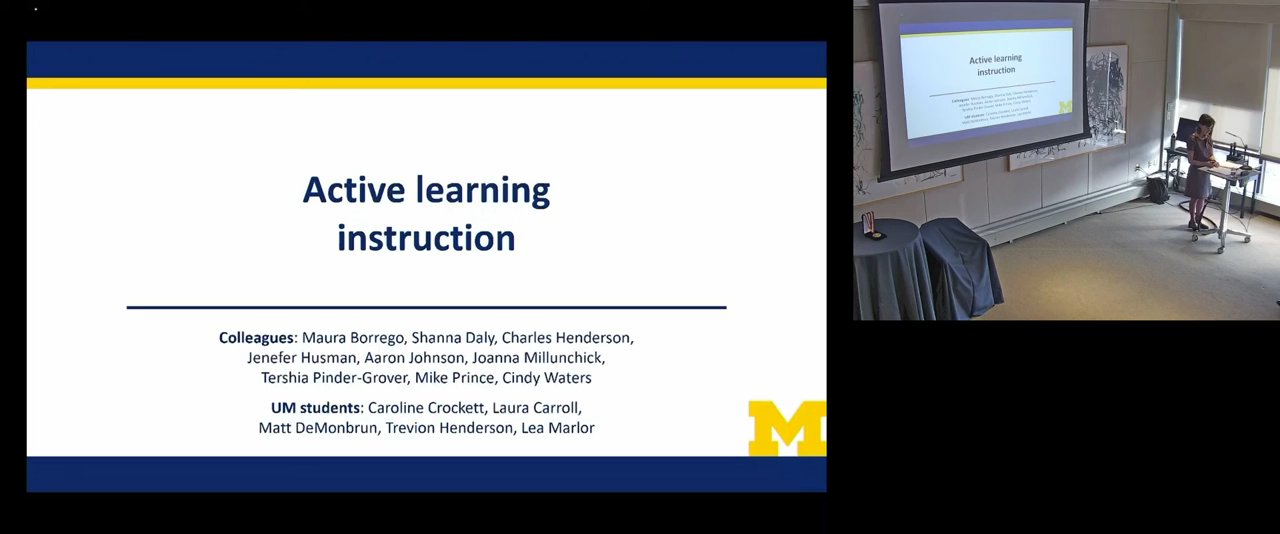 Active learning
instruction
Colleagues: Maura Borrego, Shanna Daly, Charles Henderson,
Jenefer Husman, Aaron Johnson, Joanna Millunchick,
Tershia Pinder-Grover, Mike Prince, Cindy Waters
UM students: Caroline Crockett, Laura Carroll,
Matt DeMonbrun, Trevion Henderson, Lea Marlor
M
Active learning
instruction
M